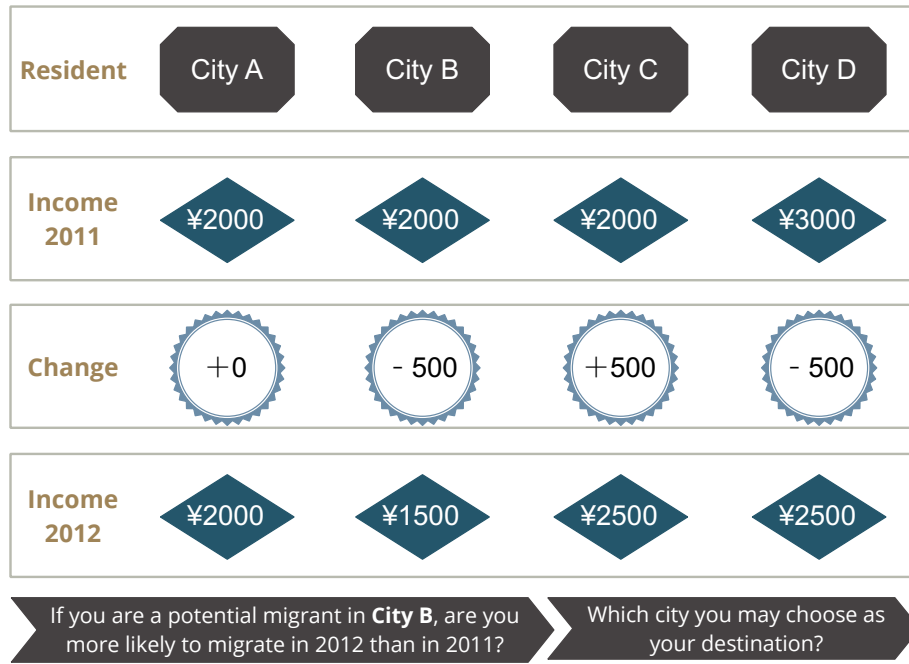 Resident City A City B City C City D
Income
2011
¥2000 ¥2000 ¥2000 ¥3000
Change +0 - 500 +500 - 500
Income
2012
¥2000 ¥1500 ¥2500 ¥2500
If you are a potential migrant in City B, are you
more likely to migrate in 2012 than in 2011?
Which city you may choose as
your destination?